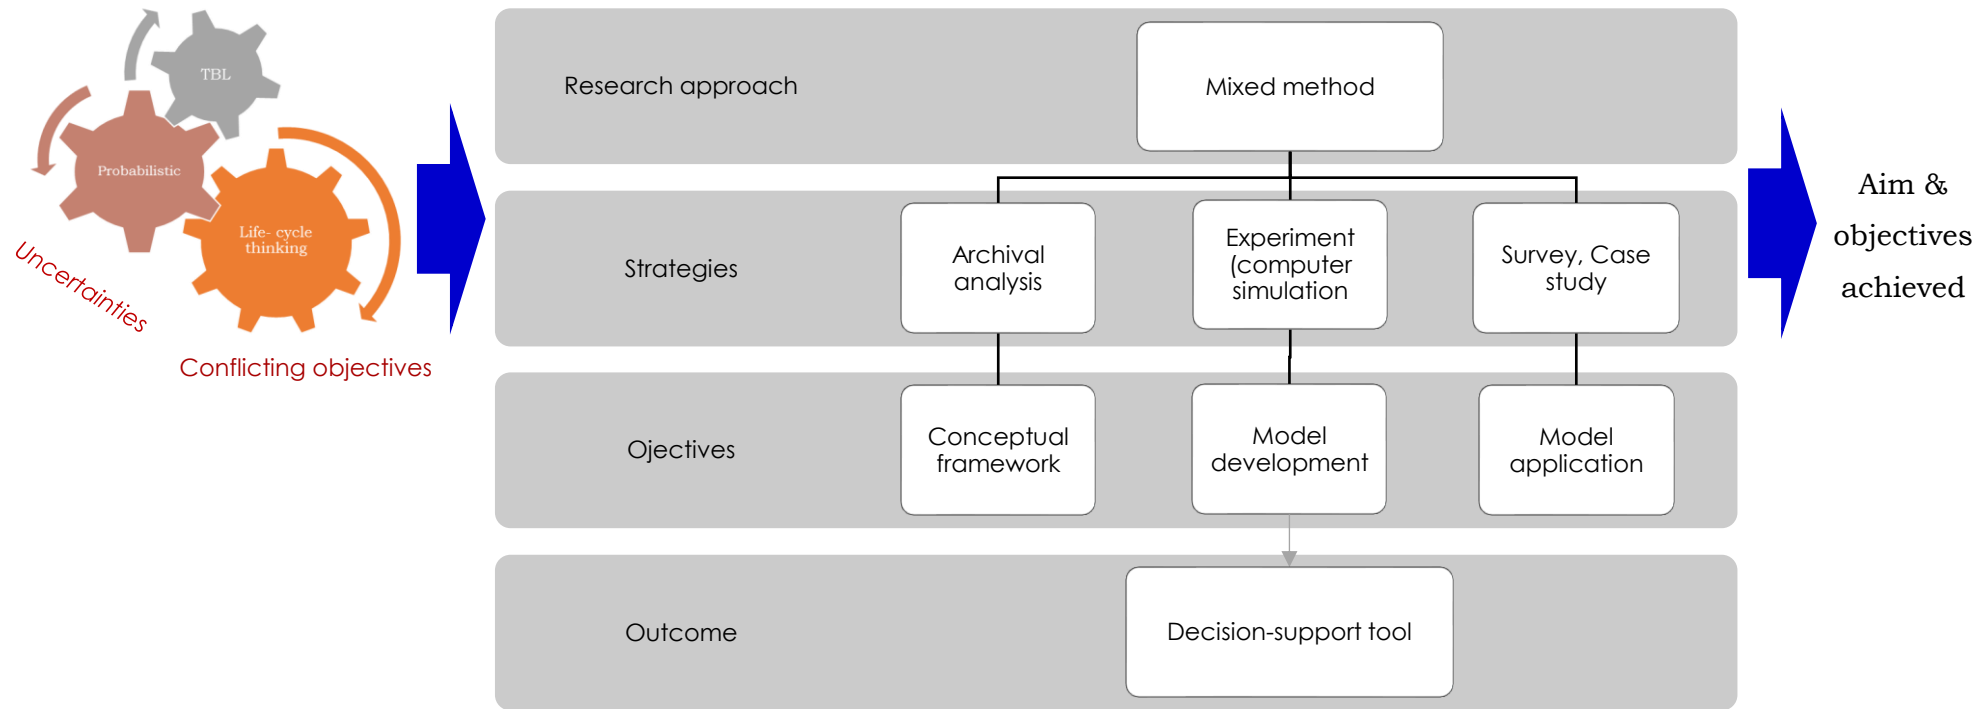 TBL
Probabilistic
Life- cycle
thinking
Uncertainties
Conflicting objectives
Research approach
Mixed method
Strategies
Archival
analysis
Experiment
(computer
simulation
Survey, Case
study
Ojectives
Conceptual
framework
Model
development
Model
application
Outcome
Decision-support tool
Aim &
objectives
achieved